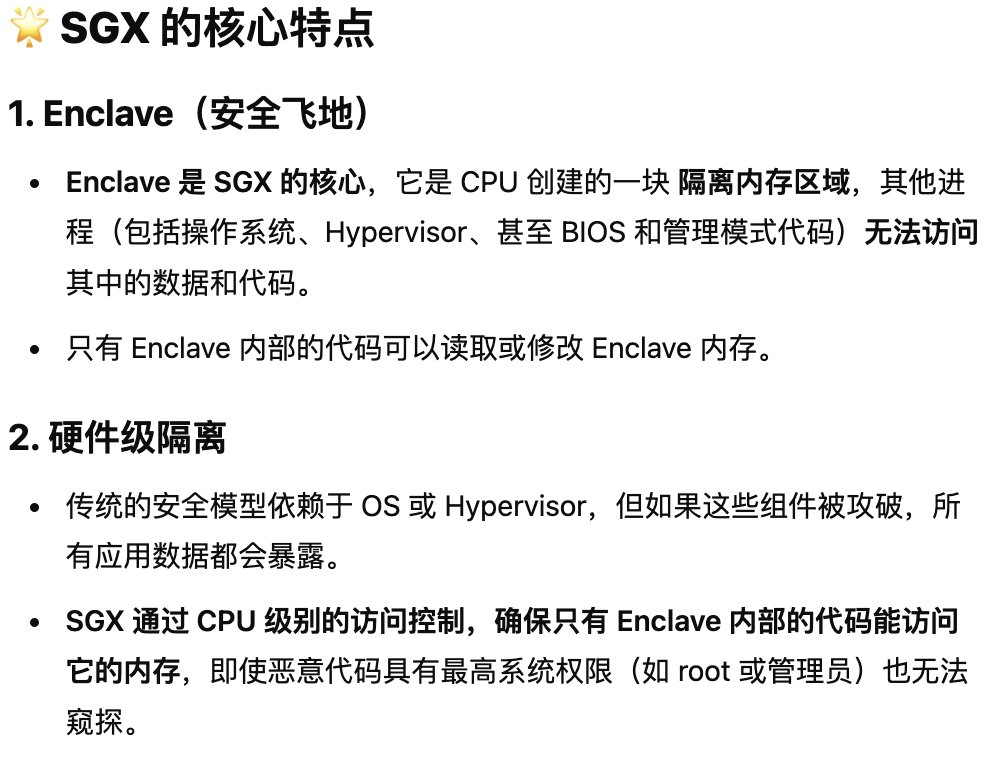 🌟 SGX 的核心特点
1. Enclave（安全飞地）
• Enclave 是 SGX 的核心，它是 CPU 创建的一块 隔离内存区域，其他进
程（包括操作系统、Hypervisor、甚至 BIOS 和管理模式代码）无法访问
其中的数据和代码。
• 只有 Enclave 内部的代码可以读取或修改 Enclave 内存。
2. 硬件级隔离
• 传统的安全模型依赖于 OS 或 Hypervisor，但如果这些组件被攻破，所
有应用数据都会暴露。
• SGX 通过 CPU 级别的访问控制，确保只有 Enclave 内部的代码能访问
它的内存，即使恶意代码具有最高系统权限（如 root 或管理员）也无法
窥探。